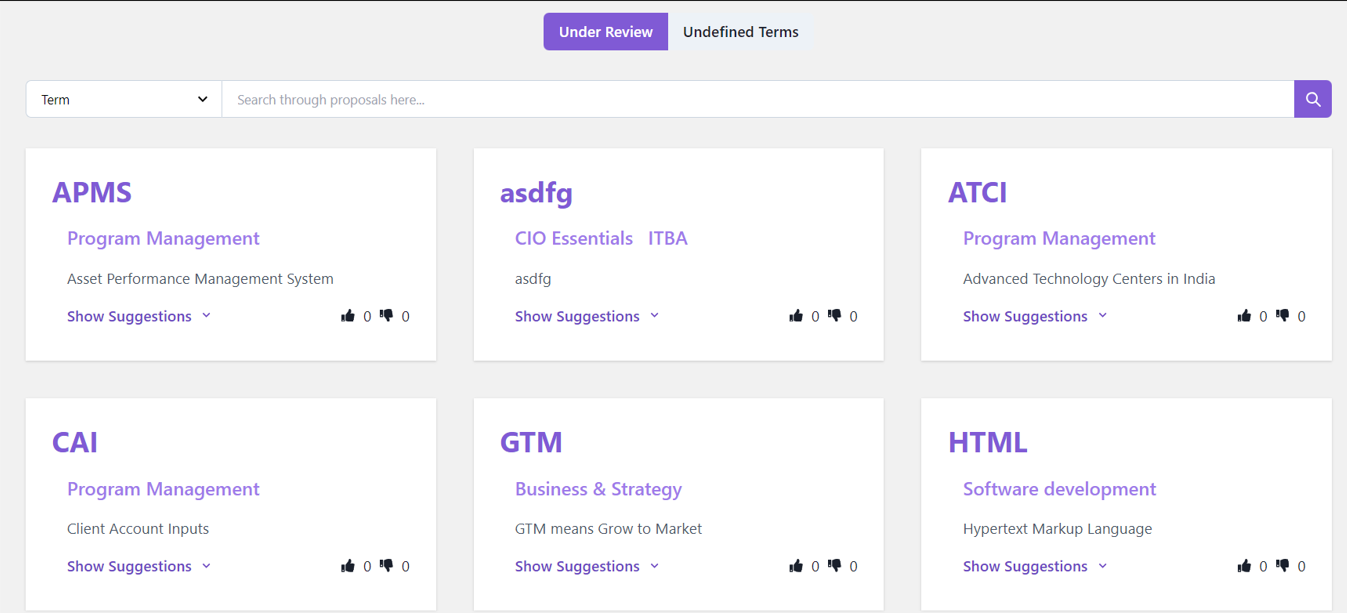 Under Review Undefined Terms
Term Search through proposals here...
APMS
Program Management
Asset Performance Management System
Show Suggestions 0 0
asdfg
CIO Essentials ITBA
asdfg
Show Suggestions 0 0
ATCI
Program Management
Advanced Technology Centers in India
Show Suggestions 0 0
CAI
Program Management
Client Account Inputs
Show Suggestions 0 0
GTM
Business & Strategy
GTM means Grow to Market
Show Suggestions 0 0
HTML
Software development
Hypertext Markup Language
Show Suggestions 0 0